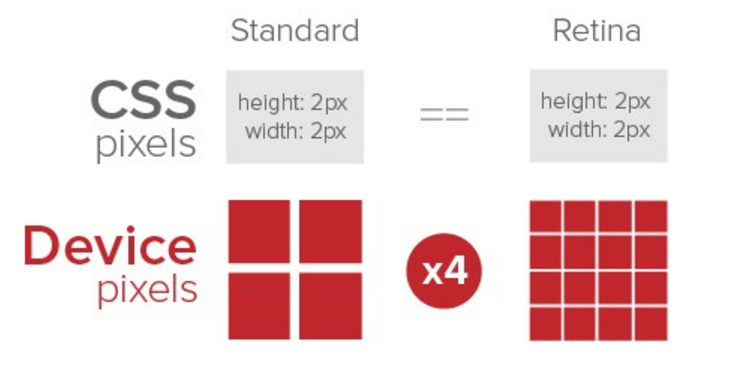 Standard
Retina
CSS
pixels
height: 2px
width: 2px
==
height: 2px
width: 2px
Device
pixels
x4